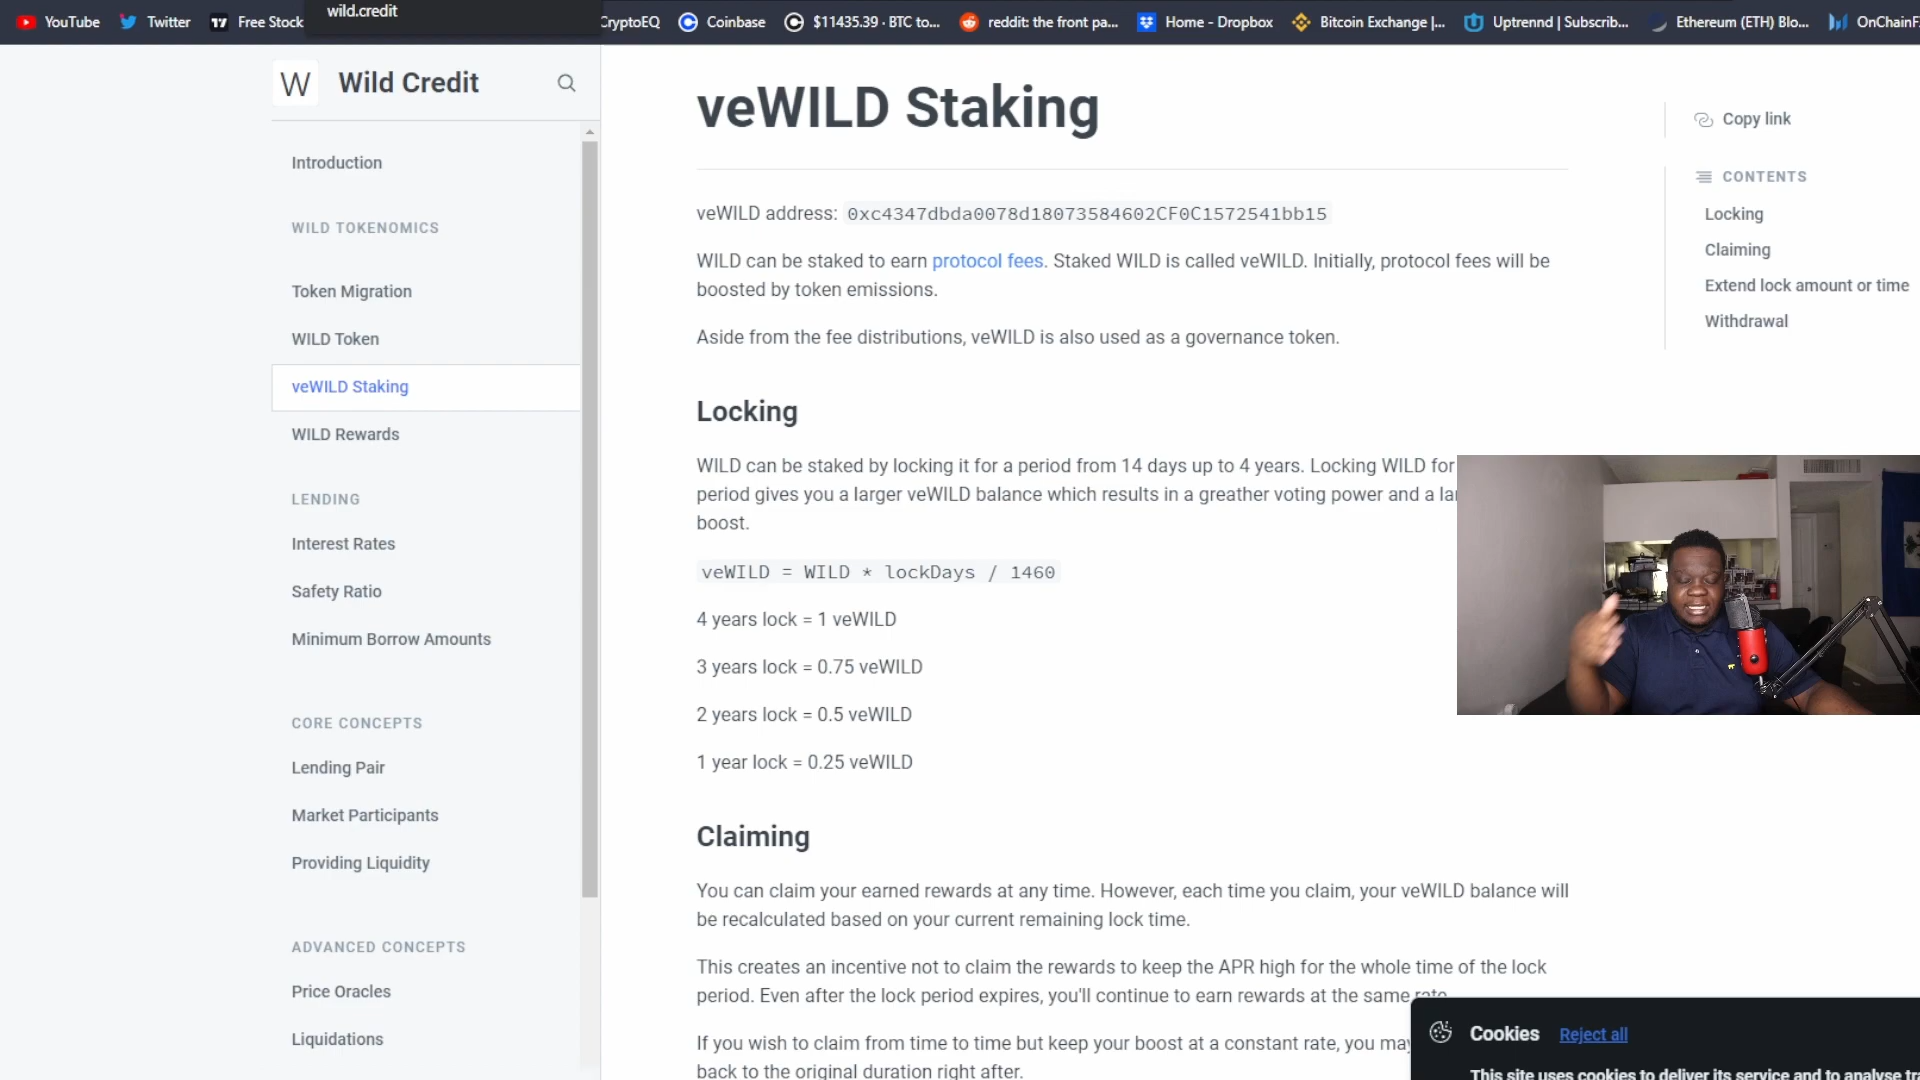 wild.credit
YouTube
Twitter
Free Stock
CryptoEQ
Coinbase
$11435.39 - BTC to...
reddit: the front pa...
Home - Dropbox
Bitcoin Exchange |...
Uptrennd | Subscrib...
Ethereum (ETH) Blo...
OnChainF
W
Wild Credit
Introduction
WILD TOKENOMICS
Token Migration
WILD Token
veWILD Staking
WILD Rewards
LENDING
Interest Rates
Safety Ratio
Minimum Borrow Amounts
CORE CONCEPTS
Lending Pair
Market Participants
Providing Liquidity
ADVANCED CONCEPTS
Price Oracles
Liquidations
veWILD Staking
veWILD address: 0xc4347dbda0078d18073584602CF0C1572541bb15
WILD can be staked to earn protocol fees. Staked WILD is called veWILD. Initially, protocol fees will be
boosted by token emissions.
Aside from the fee distributions, veWILD is also used as a governance token.
Locking
WILD can be staked by locking it for a period from 14 days up to 4 years. Locking WILD for
period gives you a larger veWILD balance which results in a greather voting power and a la
boost.
veWILD = WILD * lockDays / 1460
4 years lock = 1 veWILD
3 years lock = 0.75 veWILD
2 years lock = 0.5 veWILD
1 year lock = 0.25 veWILD
Claiming
You can claim your earned rewards at any time. However, each time you claim, your veWILD balance will
be recalculated based on your current remaining lock time.
This creates an incentive not to claim the rewards to keep the APR high for the whole time of the lock
period. Even after the lock period expires, you'll continue to earn rewards at the same rate
If you wish to claim from time to time but keep your boost at a constant rate, you may
back to the original duration right after.
Copy link
CONTENTS
Locking
Claiming
Extend lock amount or time
Withdrawal
Cookies
Reject all
This site uses cookies to deliver its service and to analyse tra